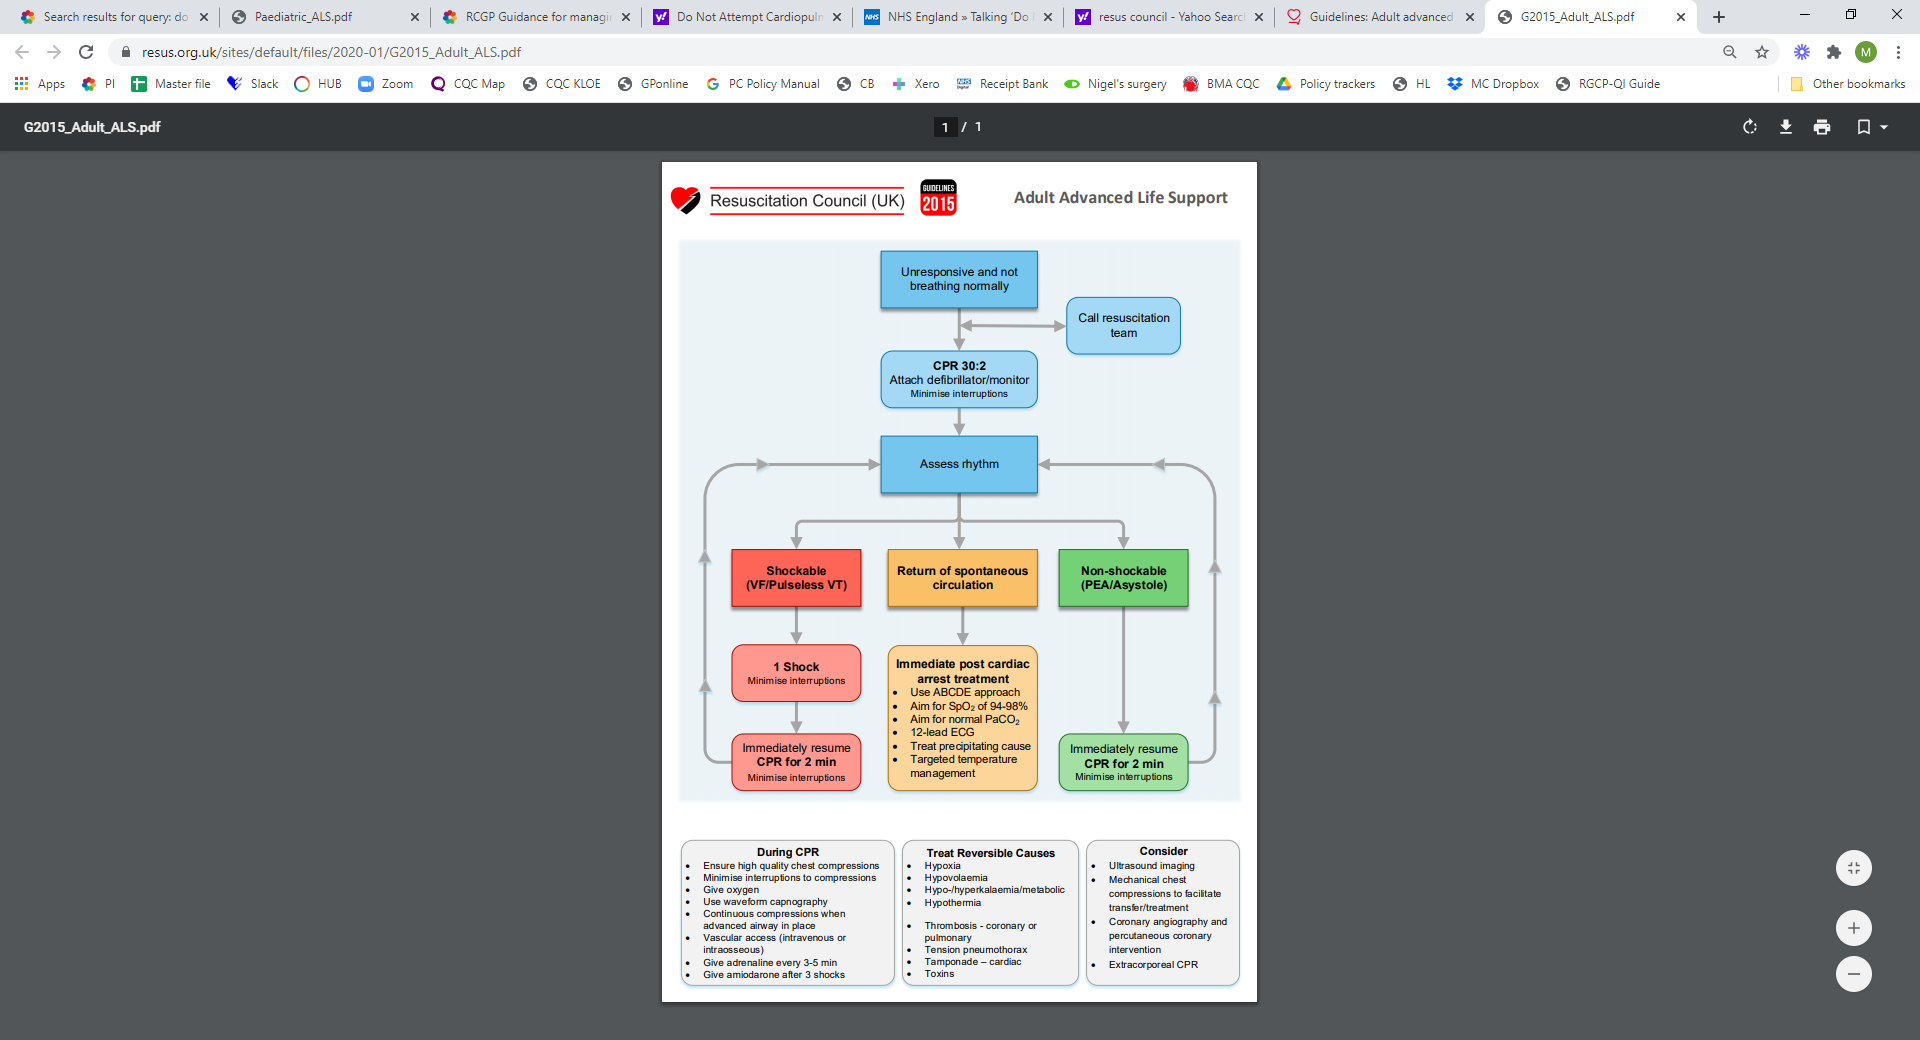 Search results for query: do
Paediatric_ALS.pdf
RCGP Guidance for managi
Do Not Attempt Cardiopuln
NHS England » Talking 'Do
resus council - Yahoo Searc
Guidelines: Adult advanced
G2015_Adult_ALS.pdf
resus.org.uk/sites/default/files/2020-01/G2015_Adult_ALS.pdf
M
Apps
PI
Master file
Slack
HUB
Zoom
CQC Map
CQC KLOE
GPonline
PC Policy Manual
CB
Xero
Receipt Bank
Nigel's surgery
BMA CQC
Policy trackers
HL
MC Dropbox
RGCP-QI Guide
Other bookmarks
G2015_Adult_ALS.pdf
1 / 1
Resuscitation Council (UK)
GUIDELINES
2015
Adult Advanced Life Support
Unresponsive and not
breathing normally
Call resuscitation
team
CPR 30:2
Attach defibrillator/monitor
Minimise interruptions
Assess rhythm
Shockable
(VF/Pulseless VT)
Return of spontaneous
circulation
Non-shockable
(PEA/Asystole)
1 Shock
Minimise interruptions
Immediately resume
CPR for 2 min
Minimise interruptions
Immediate post cardiac
arrest treatment
• Use ABCDE approach
• Aim for SpO₂ of 94-98%
• Aim for normal PaCO₂
• 12-lead ECG
• Treat precipitating cause
• Targeted temperature
management
Immediately resume
CPR for 2 min
Minimise interruptions
During CPR
• Ensure high quality chest compressions
• Minimise interruptions to compressions
• Give oxygen
• Use waveform capnography
• Continuous compressions when
advanced airway in place
• Vascular access (intravenous or
intraosseous)
• Give adrenaline every 3-5 min
• Give amiodarone after 3 shocks
Treat Reversible Causes
• Hypoxia
• Hypovolaemia
• Hypo-/hyperkalaemia/metabolic
• Hypothermia
• Thrombosis - coronary or
pulmonary
• Tension pneumothorax
• Tamponade – cardiac
• Toxins
Consider
• Ultrasound imaging
• Mechanical chest
compressions to facilitate
transfer/treatment
• Coronary angiography and
percutaneous coronary
intervention
• Extracorporeal CPR